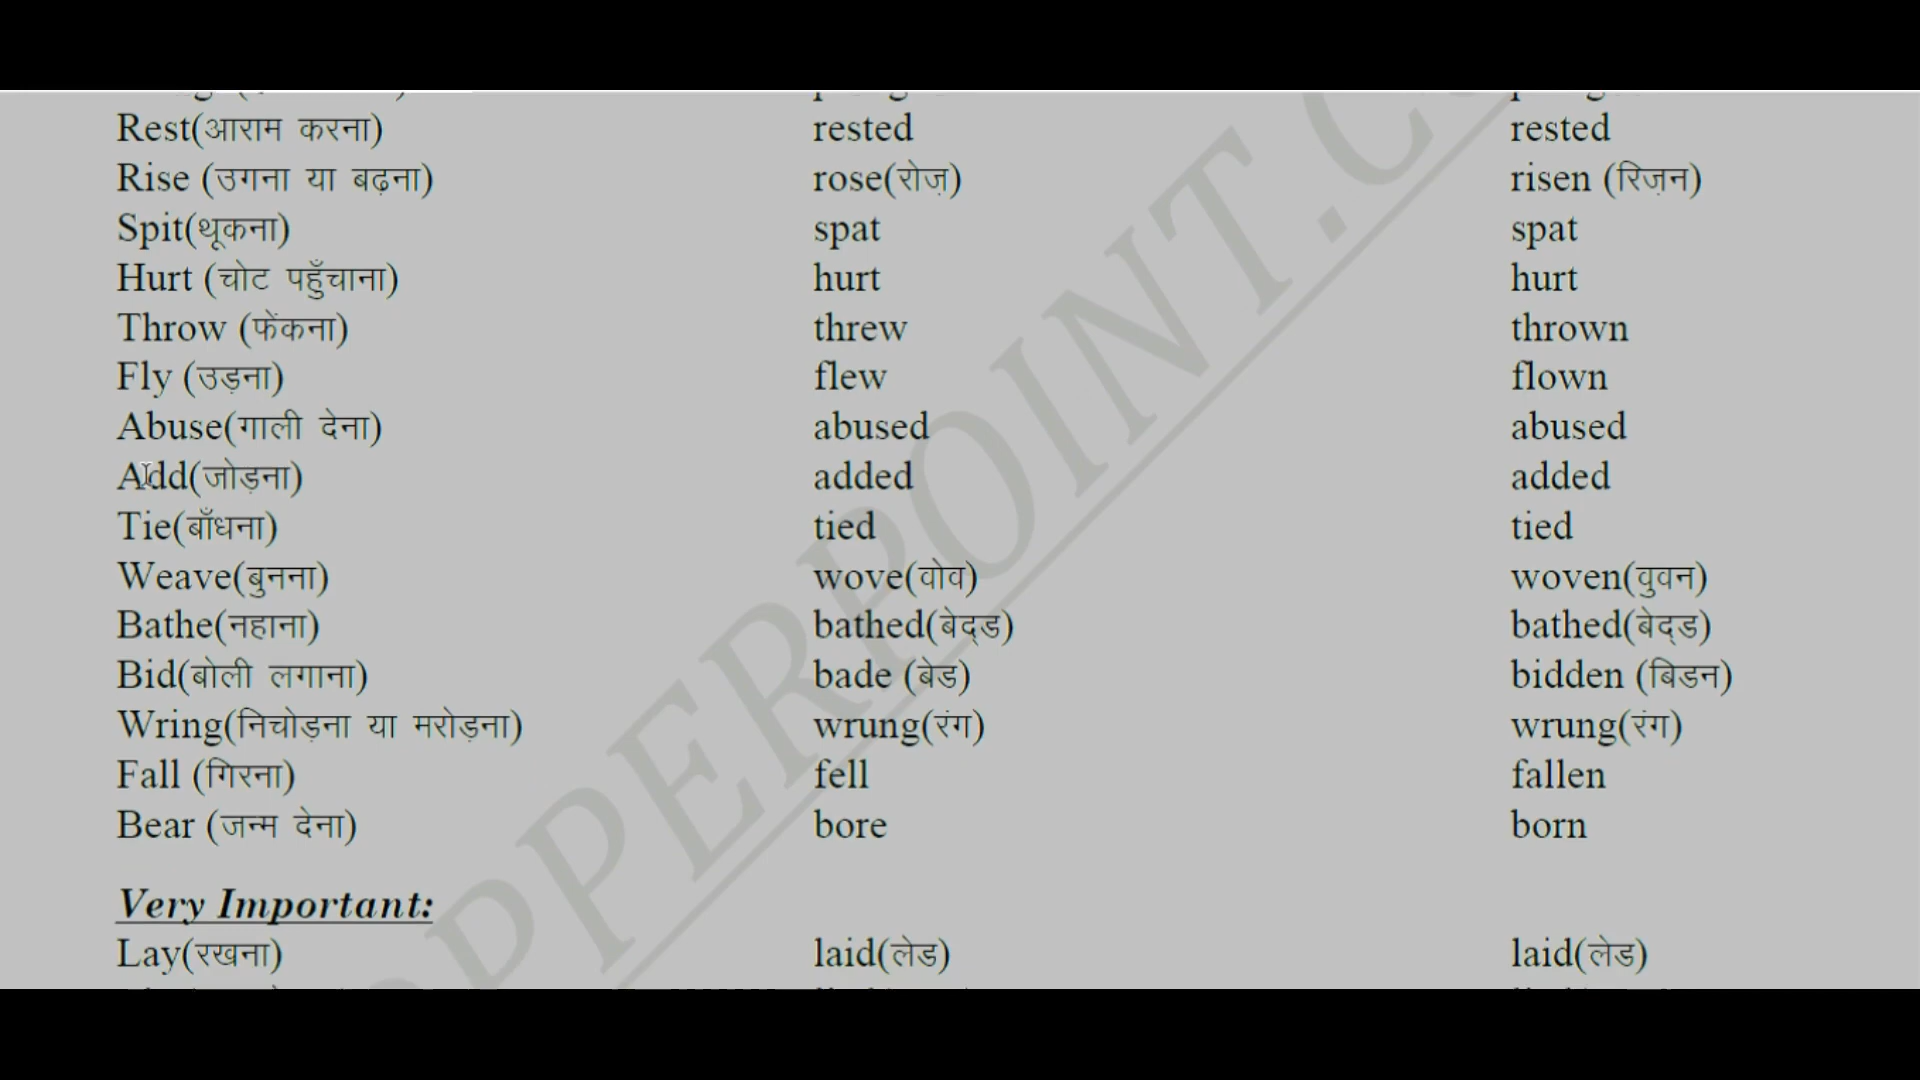 Rest(आराम करना) rested rested
Rise (उगना या बढ़ना) rose(रोज़) risen (रिज़न)
Spit(थूकना) spat spat
Hurt (चोट पहुँचाना) hurt hurt
Throw (फेंकना) threw thrown
Fly (उड़ना) flew flown
Abuse(गाली देना) abused abused
Add(जोड़ना) added added
Tie(बाँधना) tied tied
Weave(बुनना) wove(वोव) woven(वुवन)
Bathe(नहाना) bathed(बेद्ड) bathed(बेद्ड)
Bid(बोली लगाना) bade (बेड) bidden (बिडन)
Wring(निचोड़ना या मरोड़ना) wrung(रंग) wrung(रंग)
Fall (गिरना) fell fallen
Bear (जन्म देना) bore born
Very Important:
Lay(रखना) laid(लेड) laid(लेड)
PPERPOINT.C